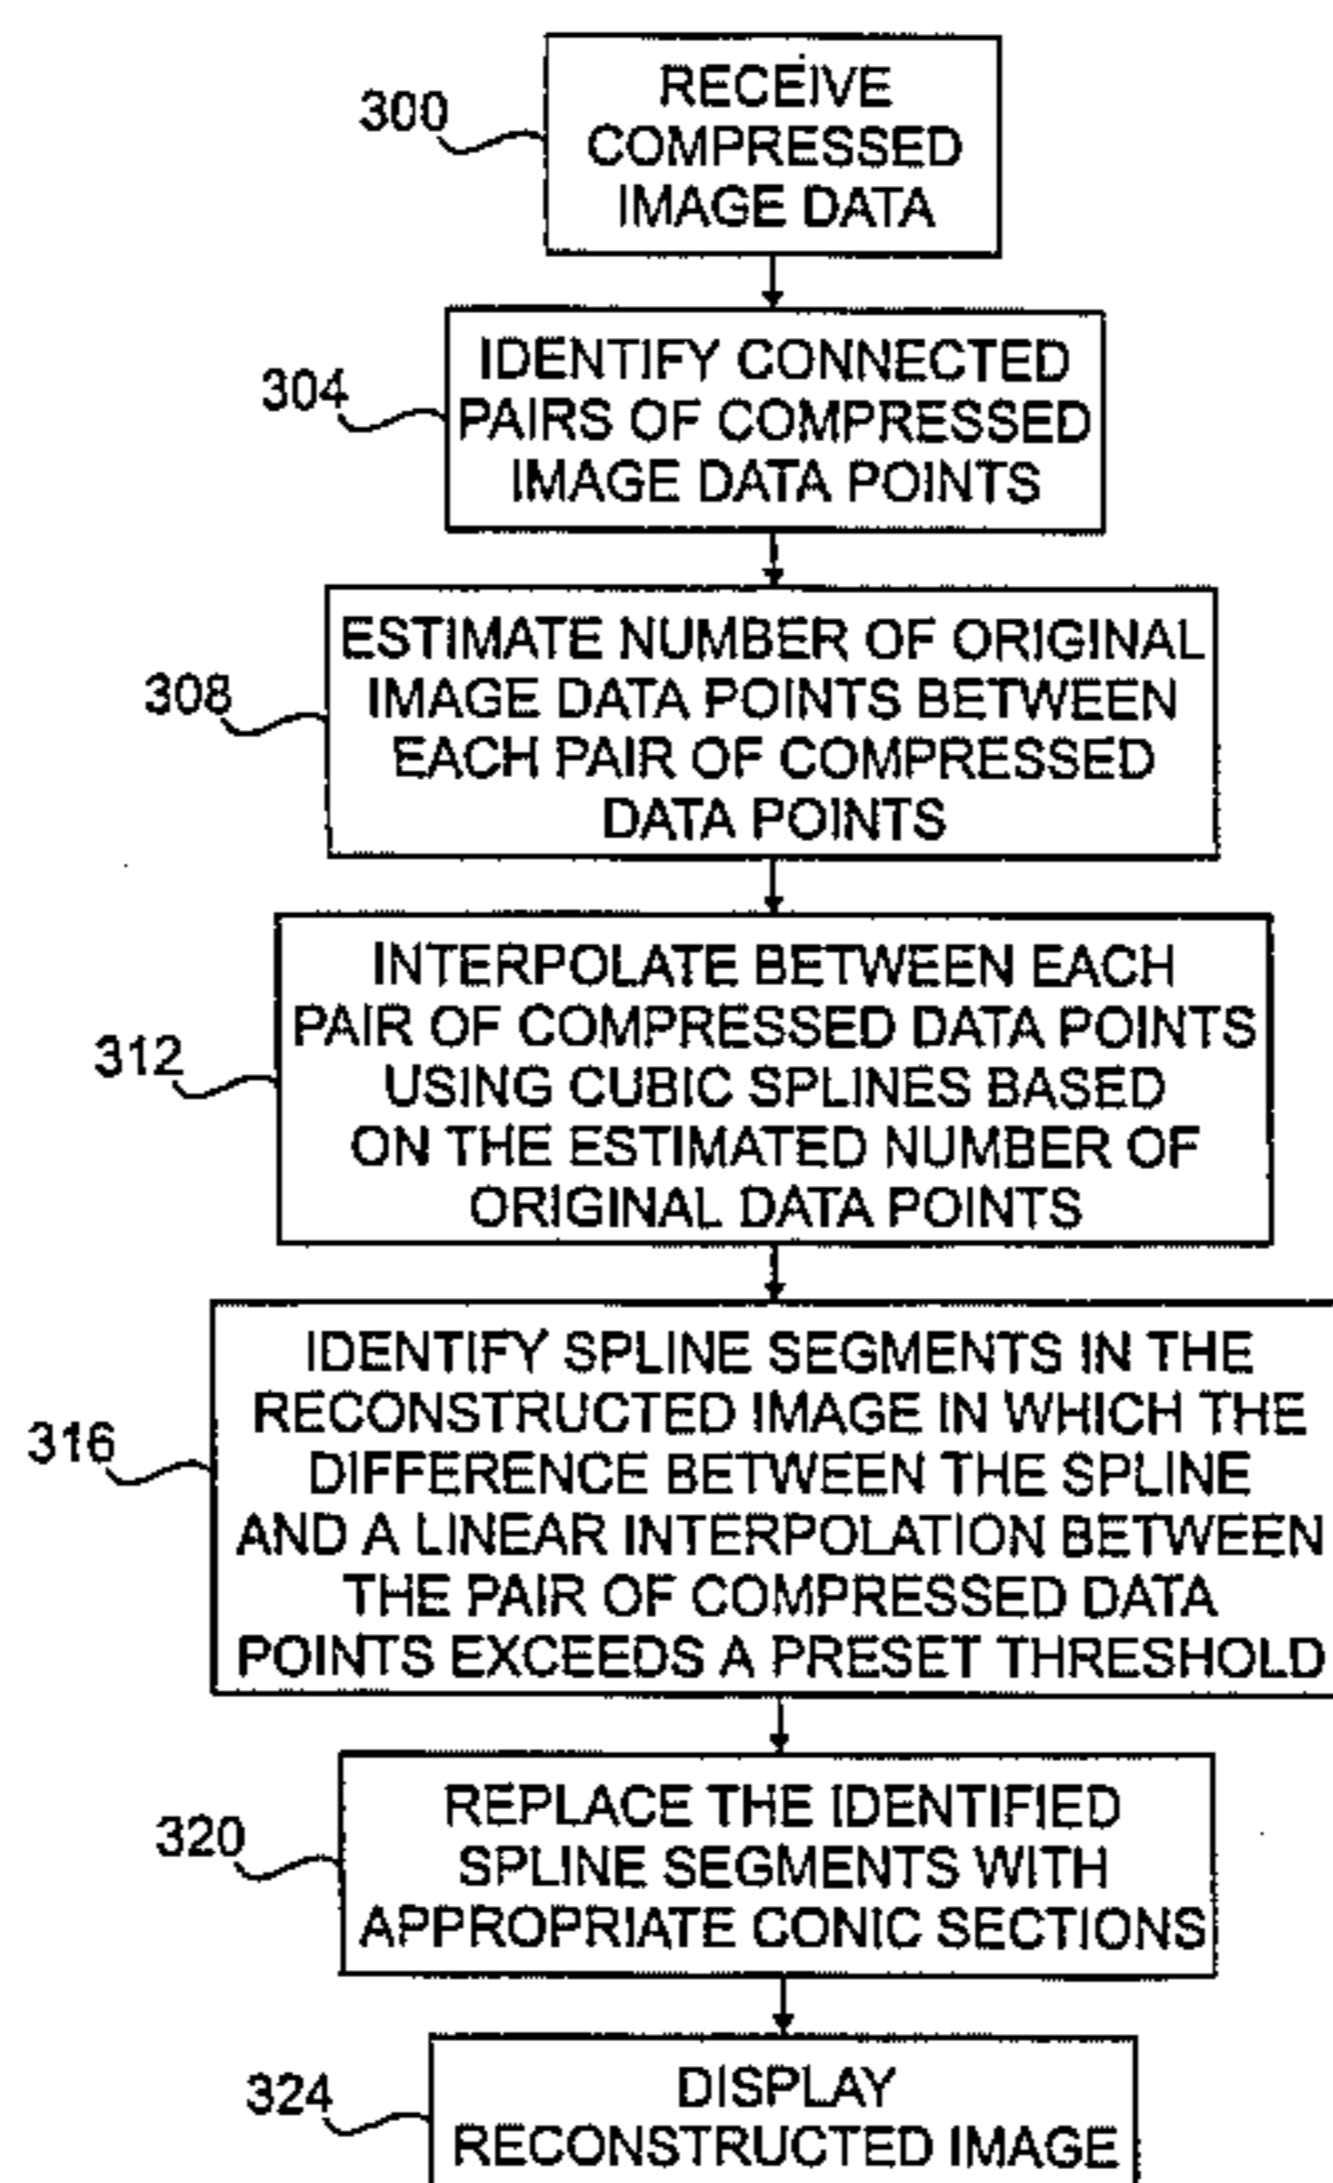 300
RECEIVE
COMPRESSED
IMAGE DATA
304
IDENTIFY CONNECTED
PAIRS OF COMPRESSED
IMAGE DATA POINTS
308
ESTIMATE NUMBER OF ORIGINAL
IMAGE DATA POINTS BETWEEN
EACH PAIR OF COMPRESSED
DATA POINTS
312
INTERPOLATE BETWEEN EACH
PAIR OF COMPRESSED DATA POINTS
USING CUBIC SPLINES BASED
ON THE ESTIMATED NUMBER OF
ORIGINAL DATA POINTS
316
IDENTIFY SPLINE SEGMENTS IN THE
RECONSTRUCTED IMAGE IN WHICH THE
DIFFERENCE BETWEEN THE SPLINE
AND A LINEAR INTERPOLATION BETWEEN
THE PAIR OF COMPRESSED DATA
POINTS EXCEEDS A PRESET THRESHOLD
320
REPLACE THE IDENTIFIED
SPLINE SEGMENTS WITH
APPROPRIATE CONIC SECTIONS
324
DISPLAY
RECONSTRUCTED IMAGE